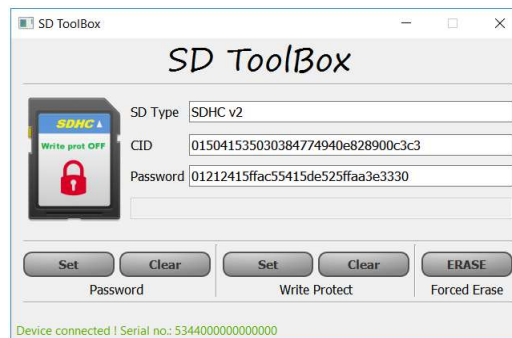 SD ToolBox
SD ToolBox
SDHC
Write prot OFF
SD Type SDHC v2
CID 015041535030384774940e828900c3c3
Password 01212415ffac55415de525ffaa3e3330
Set Clear Set Clear ERASE
Password Write Protect Forced Erase
Device connected ! Serial no.: 5344000000000000